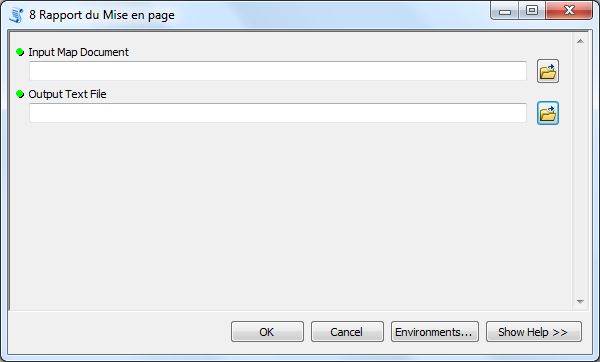 8 Rapport du Mise en page
Input Map Document
Output Text File
OK Cancel Environments... Show Help >>